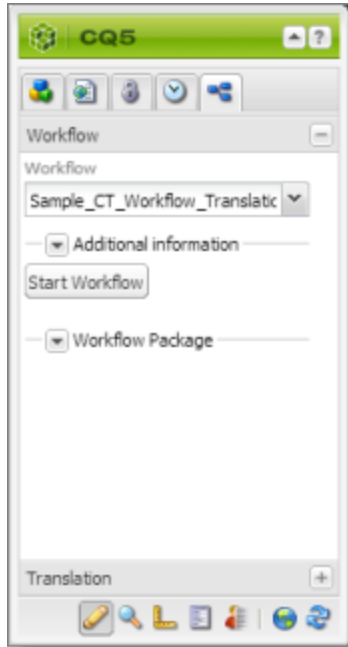 CQ5
?
Workflow
Workflow
Sample_CT_Workflow_Translatic
Additional information
Start Workflow
Workflow Package
Translation